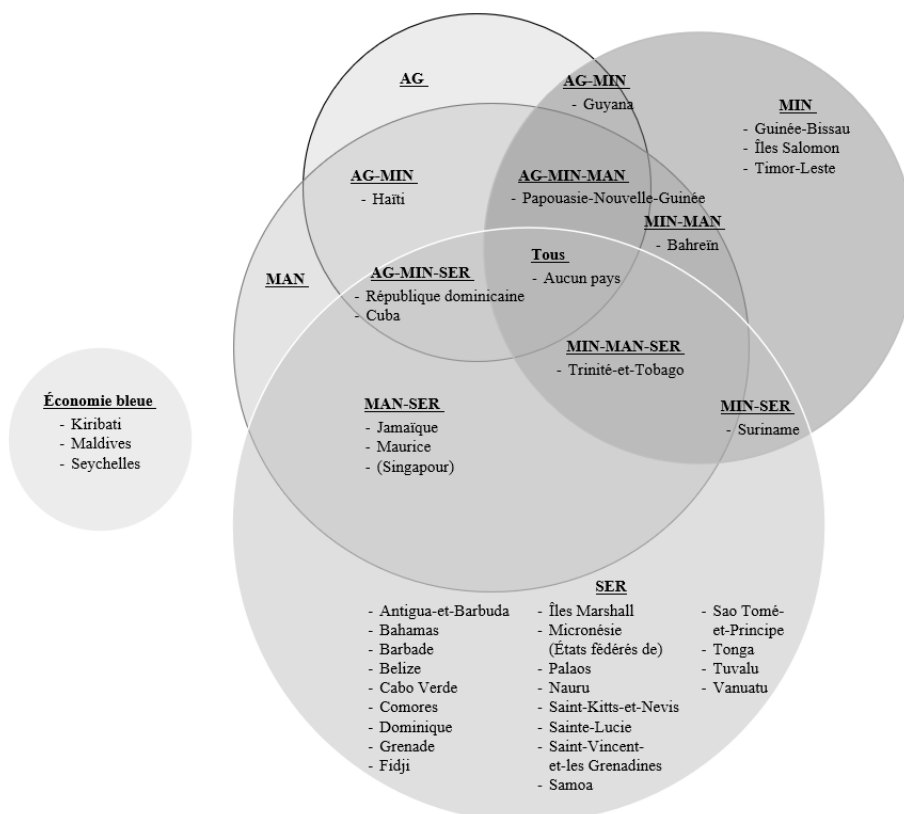 AG
AG-MIN
- Guyana
MIN
- Guinée-Bissau
- Îles Salomon
- Timor-Leste
AG-MIN
- Haïti
AG-MIN-MAN
- Papouasie-Nouvelle-Guinée
MIN-MAN
- Bahreïn
MAN
AG-MIN-SER
- République dominicaine
- Cuba
Tous
- Aucun pays
MIN-MAN-SER
- Trinité-et-Tobago
Économie bleue
- Kiribati
- Maldives
- Seychelles
MAN-SER
- Jamaïque
- Maurice
- (Singapour)
MIN-SER
- Suriname
SER
- Antigua-et-Barbuda
- Bahamas
- Barbade
- Belize
- Cabo Verde
- Comores
- Dominique
- Grenade
- Fidji
- Îles Marshall
- Micronésie
(États fédérés de)
- Palaos
- Nauru
- Saint-Kitts-et-Nevis
- Sainte-Lucie
- Saint-Vincent-
et-les Grenadines
- Samoa
- Sao Tomé-
et-Principe
- Tonga
- Tuvalu
- Vanuatu